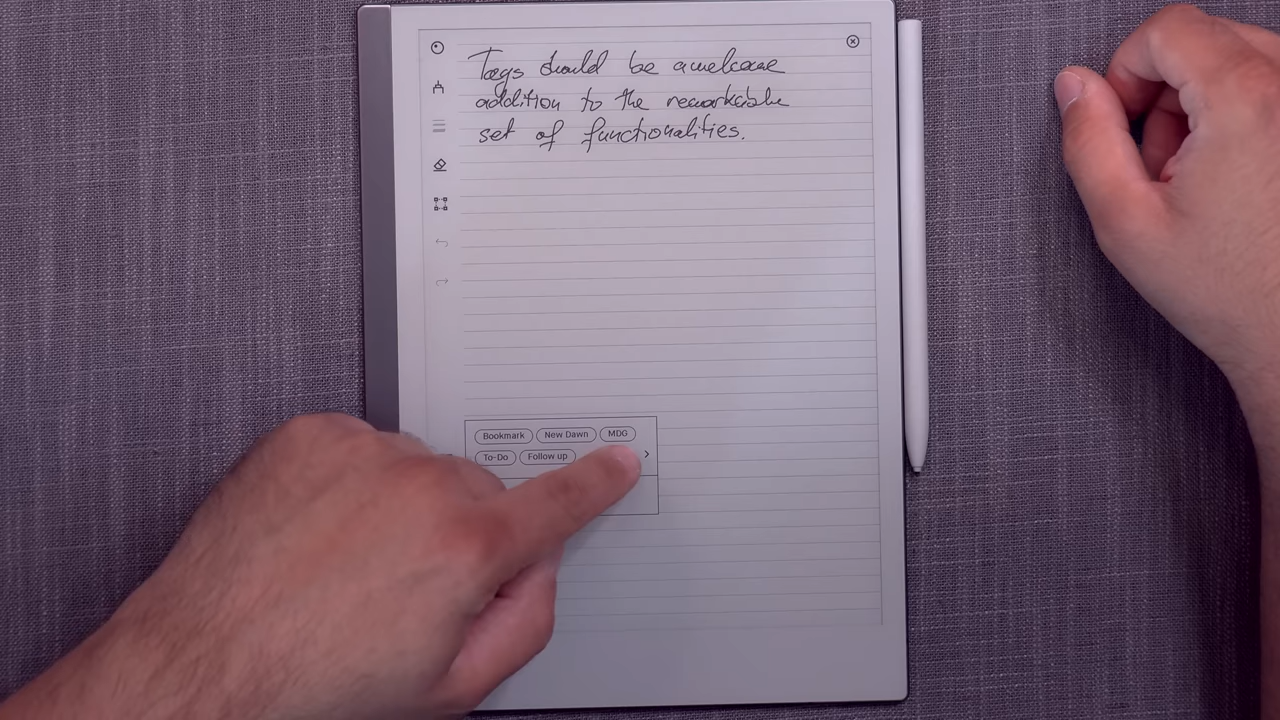 Tags should be a welcome
addition to the remarkable
set of functionalities.
Bookmark New Dawn MDG
To-Do Follow up